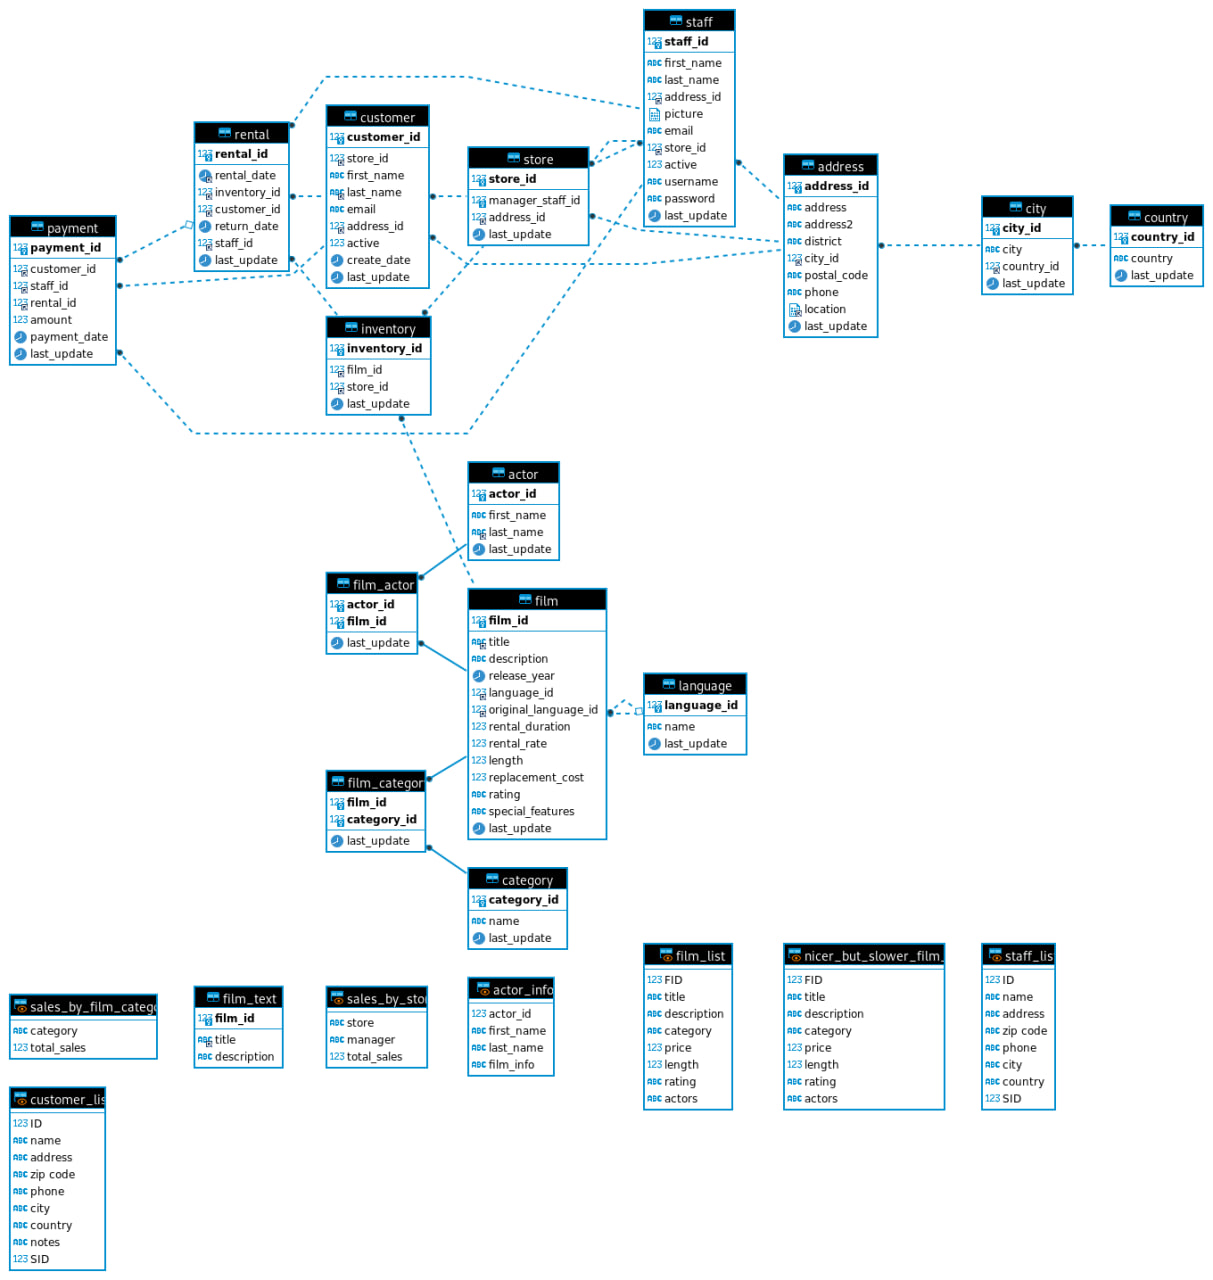 staff
staff_id
first_name
last_name
address_id
picture
email
store_id
active
username
password
last_update
customer
customer_id
store_id
first_name
last_name
email
address_id
active
create_date
last_update
rental
rental_id
rental_date
inventory_id
customer_id
return_date
staff_id
last_update
store
store_id
manager_staff_id
address_id
last_update
address
address_id
address
address2
district
city_id
postal_code
phone
location
last_update
city
city_id
city
country_id
last_update
country
country_id
country
last_update
payment
payment_id
customer_id
staff_id
rental_id
amount
payment_date
last_update
inventory
inventory_id
film_id
store_id
last_update
actor
actor_id
first_name
last_name
last_update
film_actor
actor_id
film_id
last_update
film
film_id
title
description
release_year
language_id
original_language_id
rental_duration
rental_rate
length
replacement_cost
rating
special_features
last_update
language
language_id
name
last_update
film_categor
film_id
category_id
last_update
category
category_id
name
last_update
film_list
FID
title
description
category
price
length
rating
actors
nicer_but_slower_film_
FID
title
description
category
price
length
rating
actors
staff_lis
ID
name
address
zip code
phone
city
country
SID
sales_by_film_catego
category
total_sales
film_text
film_id
title
description
sales_by_sto
store
manager
total_sales
actor_info
actor_id
first_name
last_name
film_info
customer_lis
ID
name
address
zip code
phone
city
country
notes
SID